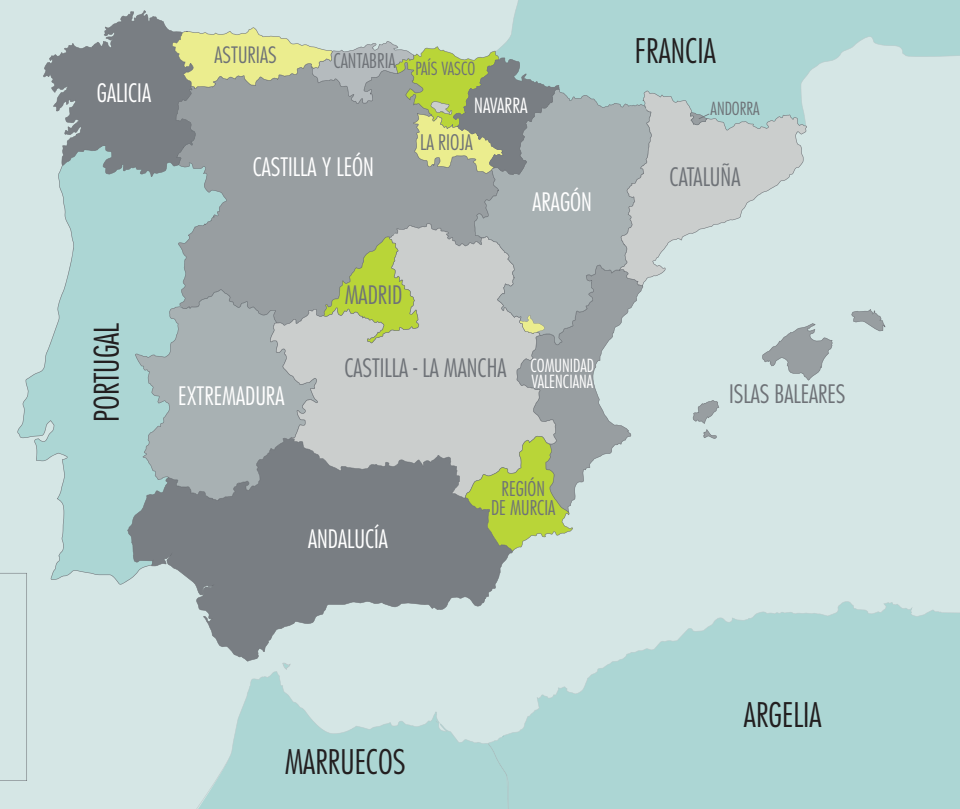 FRANCIA
ASTURIAS
CANTABRIA
PAÍS VASCO
GALICIA
NAVARRA
ANDORRA
LA RIOJA
CASTILLA Y LEÓN
CATALUÑA
ARAGÓN
MADRID
PORTUGAL
CASTILLA - LA MANCHA
COMUNIDAD
VALENCIANA
EXTREMADURA
ISLAS BALEARES
REGIÓN
DE MURCIA
ANDALUCÍA
ARGELIA
MARRUECOS